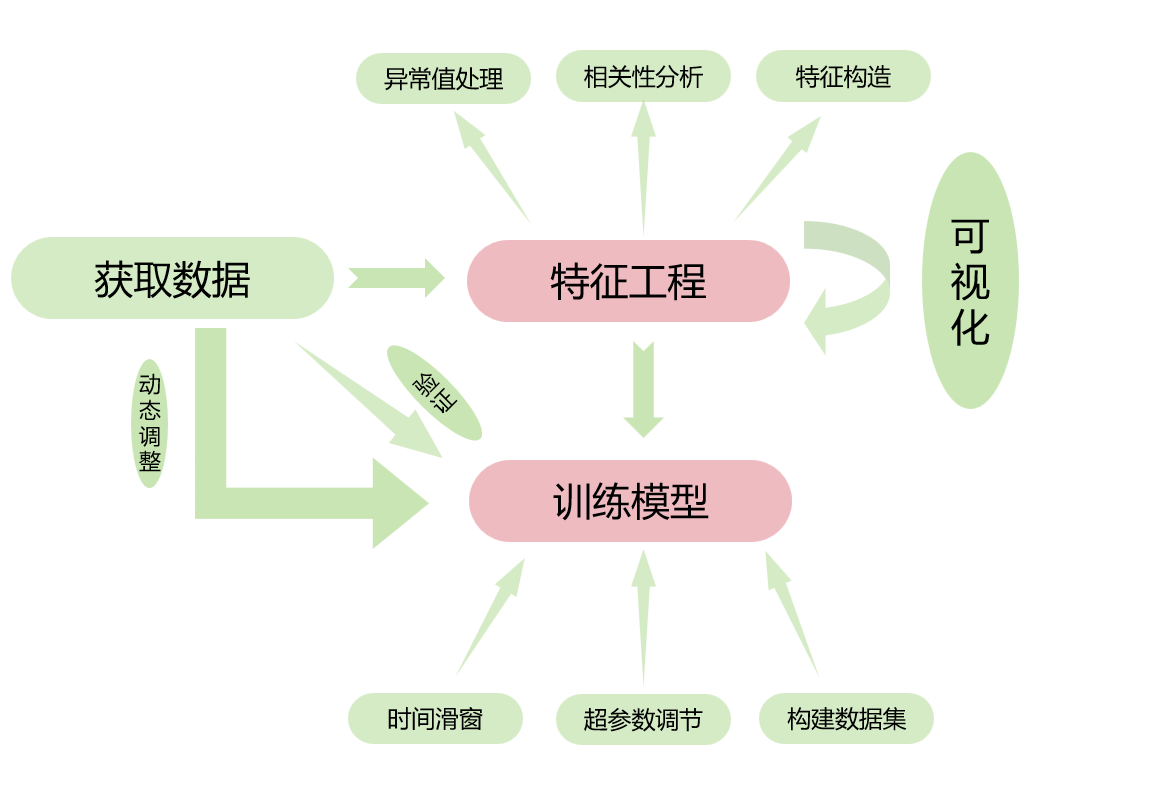 异常值处理
相关性分析
特征构造
获取数据
特征工程
可
视
化
动
态
调
整
验
证
训练模型
时间滑窗
超参数调节
构建数据集